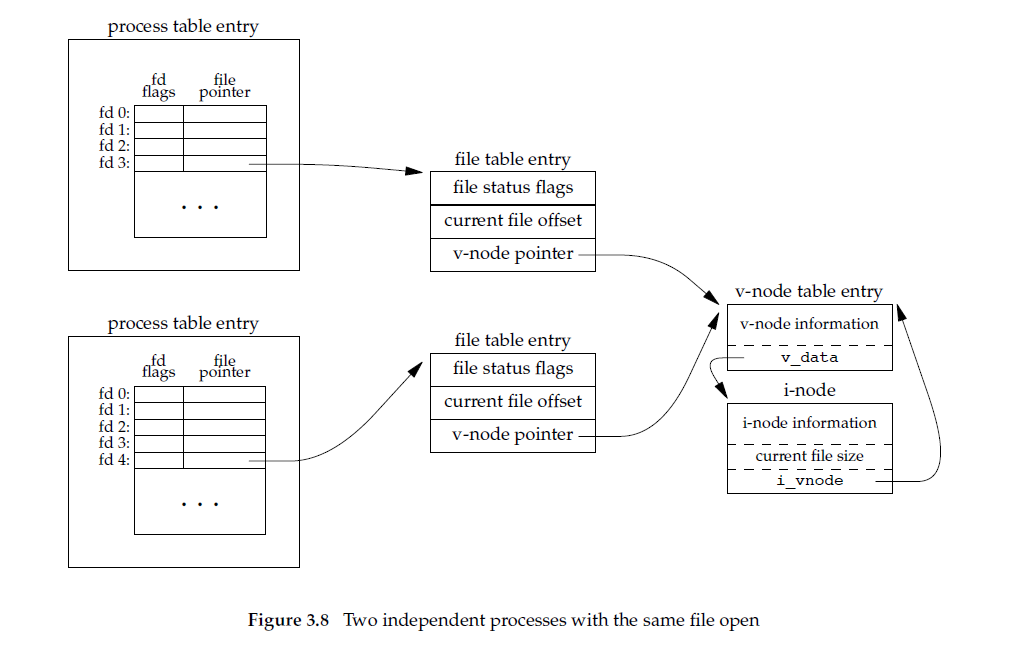 process table entry
fd file
flags pointer
fd 0:
fd 1:
fd 2:
fd 3:
. . .
file table entry
file status flags
current file offset
v-node pointer
v-node table entry
v-node information
v_data
i-node
i-node information
current file size
i_vnode
process table entry
fd file
flags pointer
fd 0:
fd 1:
fd 2:
fd 3:
fd 4:
. . .
file table entry
file status flags
current file offset
v-node pointer
Figure 3.8 Two independent processes with the same file open